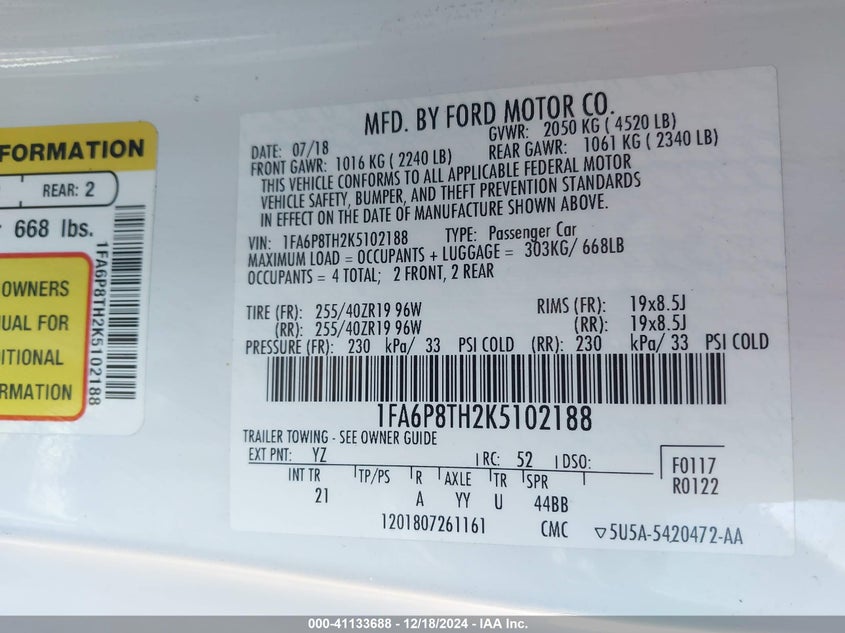 FORMATION
REAR: 2
668 lbs.
OWNERS
UAL FOR
DITIONAL
RMATION
1FA6P8TH2K5102188
MFD. BY FORD MOTOR CO.
DATE: 07/18 GVWR: 2050 KG ( 4520 LB)
FRONT GAWR: 1016 KG ( 2240 LB) REAR GAWR: 1061 KG ( 2340 LB)
THIS VEHICLE CONFORMS TO ALL APPLICABLE FEDERAL MOTOR
VEHICLE SAFETY, BUMPER, AND THEFT PREVENTION STANDARDS
IN EFFECT ON THE DATE OF MANUFACTURE SHOWN ABOVE.
VIN: 1FA6P8TH2K5102188 TYPE: Passenger Car
MAXIMUM LOAD = OCCUPANTS + LUGGAGE = 303KG/ 668LB
OCCUPANTS = 4 TOTAL; 2 FRONT, 2 REAR
TIRE (FR): 255/40ZR19 96W RIMS (FR): 19x8.5J
(RR): 255/40ZR19 96W (RR): 19x8.5J
PRESSURE (FR): 230 kPa/ 33 PSI COLD (RR): 230 kPa/ 33 PSI COLD
1FA6P8TH2K5102188
TRAILER TOWING - SEE OWNER GUIDE
EXT PNT: YZ RC: 52 DSO: F0117
INT TR TP/PS R AXLE TR SPR R0122
21 A YY U 44BB
1201807261161 CMC ▽5U5A-5420472-AA
000-41133688 - 12/18/2024 - IAA Inc.